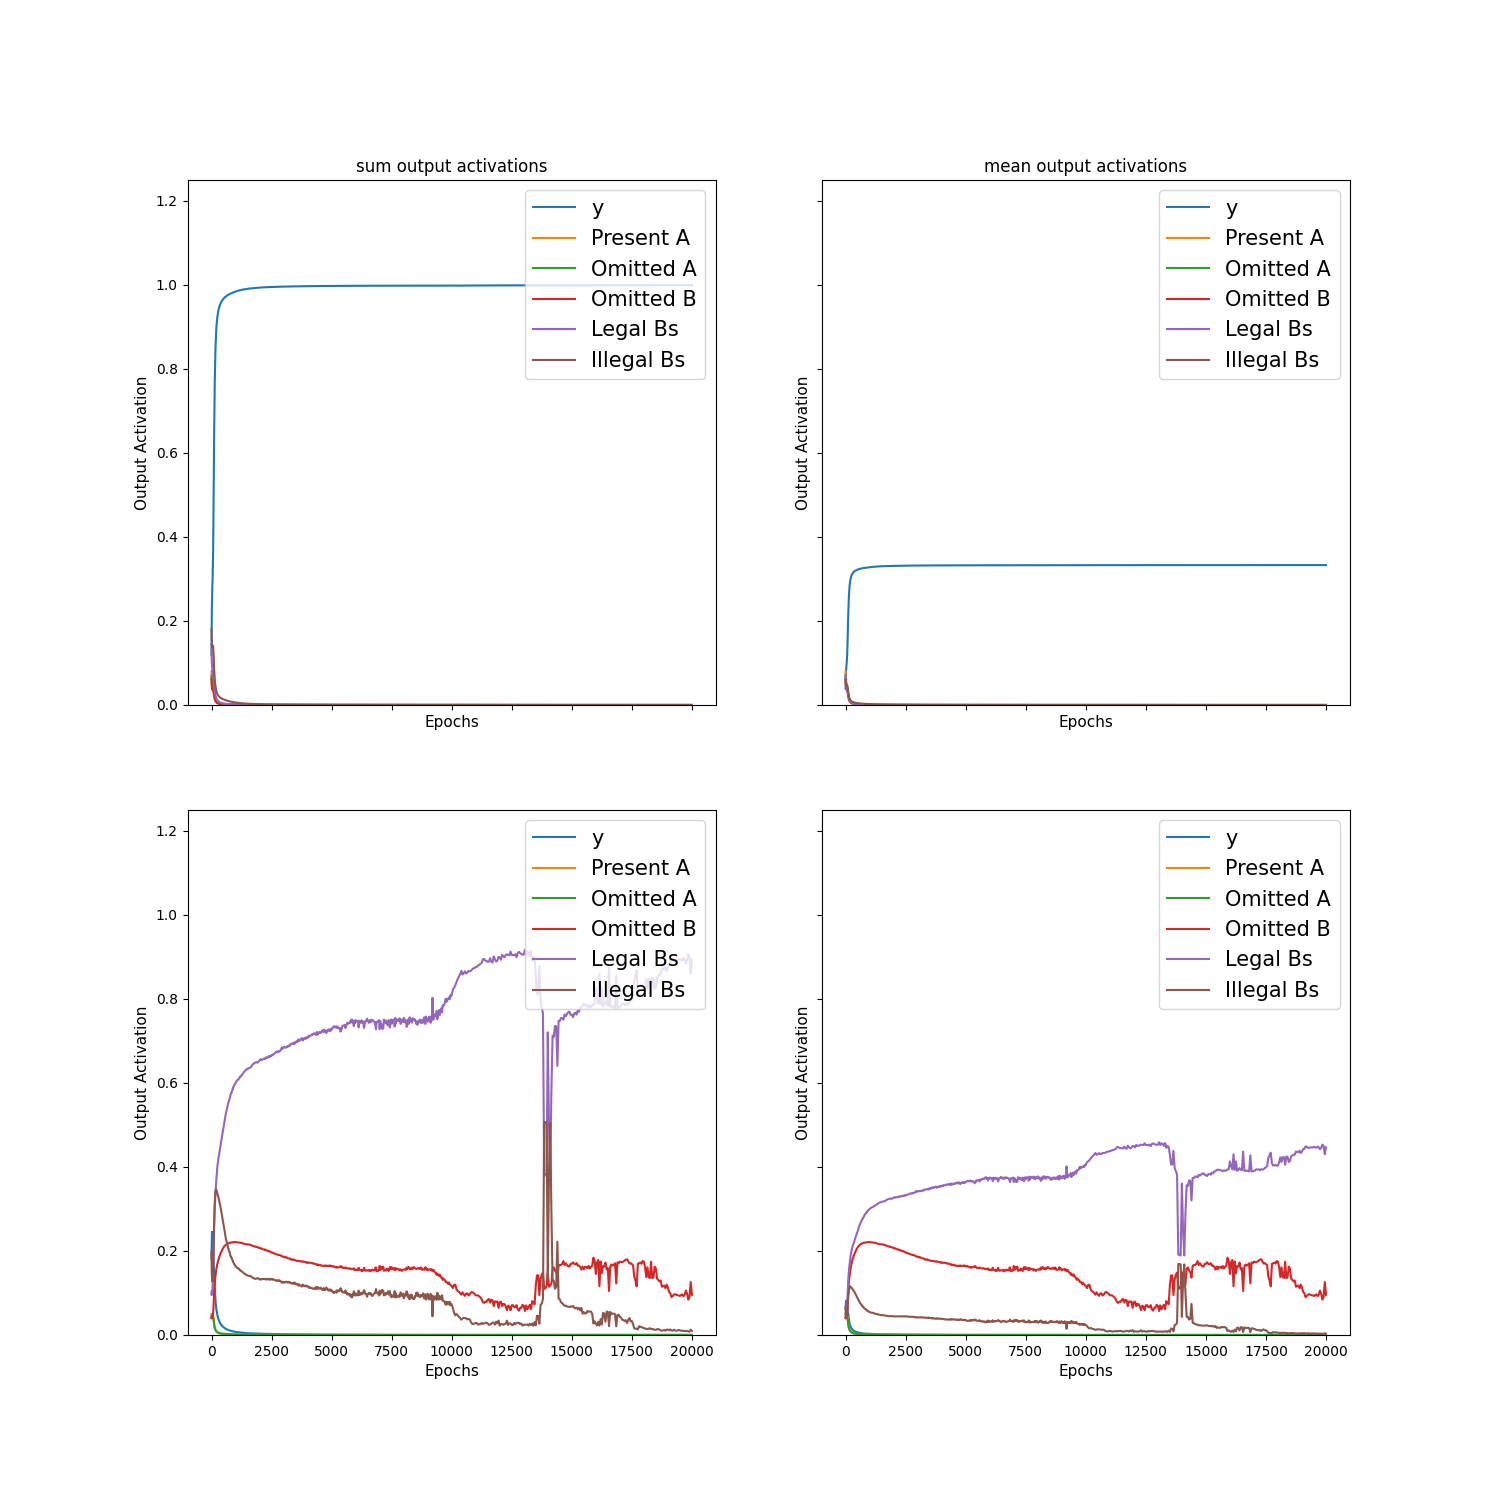 sum output activations
mean output activations
Output Activation
1.2
1.0
0.8
0.6
0.4
0.2
0.0
y
Present A
Omitted A
Omitted B
Legal Bs
Illegal Bs
Epochs
Output Activation
y
Present A
Omitted A
Omitted B
Legal Bs
Illegal Bs
Epochs
Output Activation
1.2
1.0
0.8
0.6
0.4
0.2
0.0
y
Present A
Omitted A
Omitted B
Legal Bs
Illegal Bs
0 2500 5000 7500 10000 12500 15000 17500 20000
Epochs
Output Activation
y
Present A
Omitted A
Omitted B
Legal Bs
Illegal Bs
0 2500 5000 7500 10000 12500 15000 17500 20000
Epochs